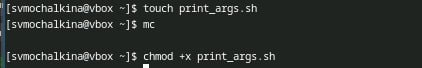 [svmochalkina@vbox ~]$ touch print_args.sh
[svmochalkina@vbox ~]$ mc
[svmochalkina@vbox ~]$ chmod +x print_args.sh